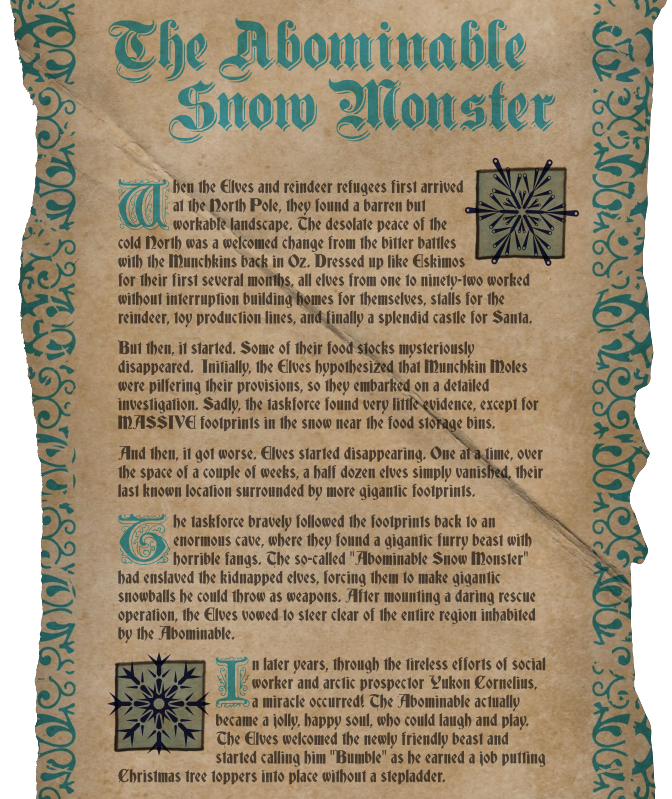 The Abominable
Snow Monster
When the Elves and reindeer refugees first arrived
at the North Pole, they found a barren but
workable landscape. The desolate peace of the
cold North was a welcomed change from the bitter battles
with the Munchkins back in Oz. Dressed up like Eskimos
for their first several months, all elves from one to ninety-two worked
without interruption building homes for themselves, stalls for the
reindeer, toy production lines, and finally a splendid castle for Santa.
But then, it started. Some of their food stocks mysteriously
disappeared. Initially, the Elves hypothesized that Munchkin Moles
were pilfering their provisions, so they embarked on a detailed
investigation. Sadly, the taskforce found very little evidence, except for
MASSIVE footprints in the snow near the food storage bins.
And then, it got worse. Elves started disappearing. One at a time, over
the space of a couple of weeks, a half dozen elves simply vanished, their
last known location surrounded by more gigantic footprints.
The taskforce bravely followed the footprints back to an
enormous cave, where they found a gigantic furry beast with
horrible fangs. The so-called "Abominable Snow Monster"
had enslaved the kidnapped elves, forcing them to make gigantic
snowballs he could throw as weapons. After mounting a daring rescue
operation, the Elves vowed to steer clear of the entire region inhabited
by the Abominable.
In later years, through the tireless efforts of social
worker and arctic prospector Yukon Cornelius,
a miracle occurred! The Abominable actually
became a jolly, happy soul, who could laugh and play.
The Elves welcomed the newly friendly beast and
started calling him "Bumble" as he earned a job putting
Christmas tree toppers into place without a stepladder.